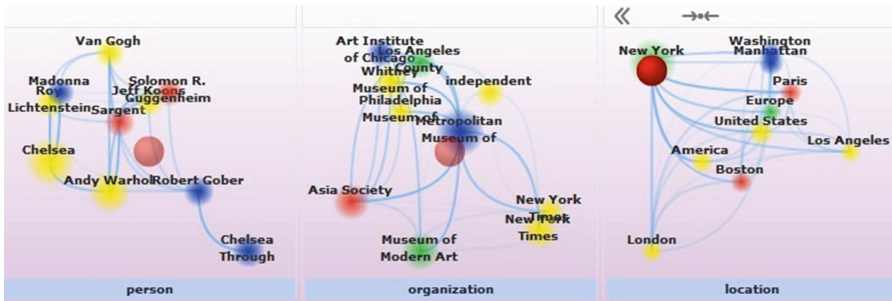 Van Gogh
Madonna
Roy
Lichtenstein
Solomon R.
Guggenheim
Jeff Koons
Sargent
Chelsea
Andy Warhol
Robert Gober
Chelsea
Through
person
Art Institute
of Chicago
Los Angeles
County
Whitney
Museum of
independent
Philadelphia
Museum of
Metropolitan
Museum of
Asia Society
New York
Times
New York
Times
Museum of
Modern Art
organization
Washington
Manhattan
New York
Paris
Europe
United States
Los Angeles
America
Boston
London
location